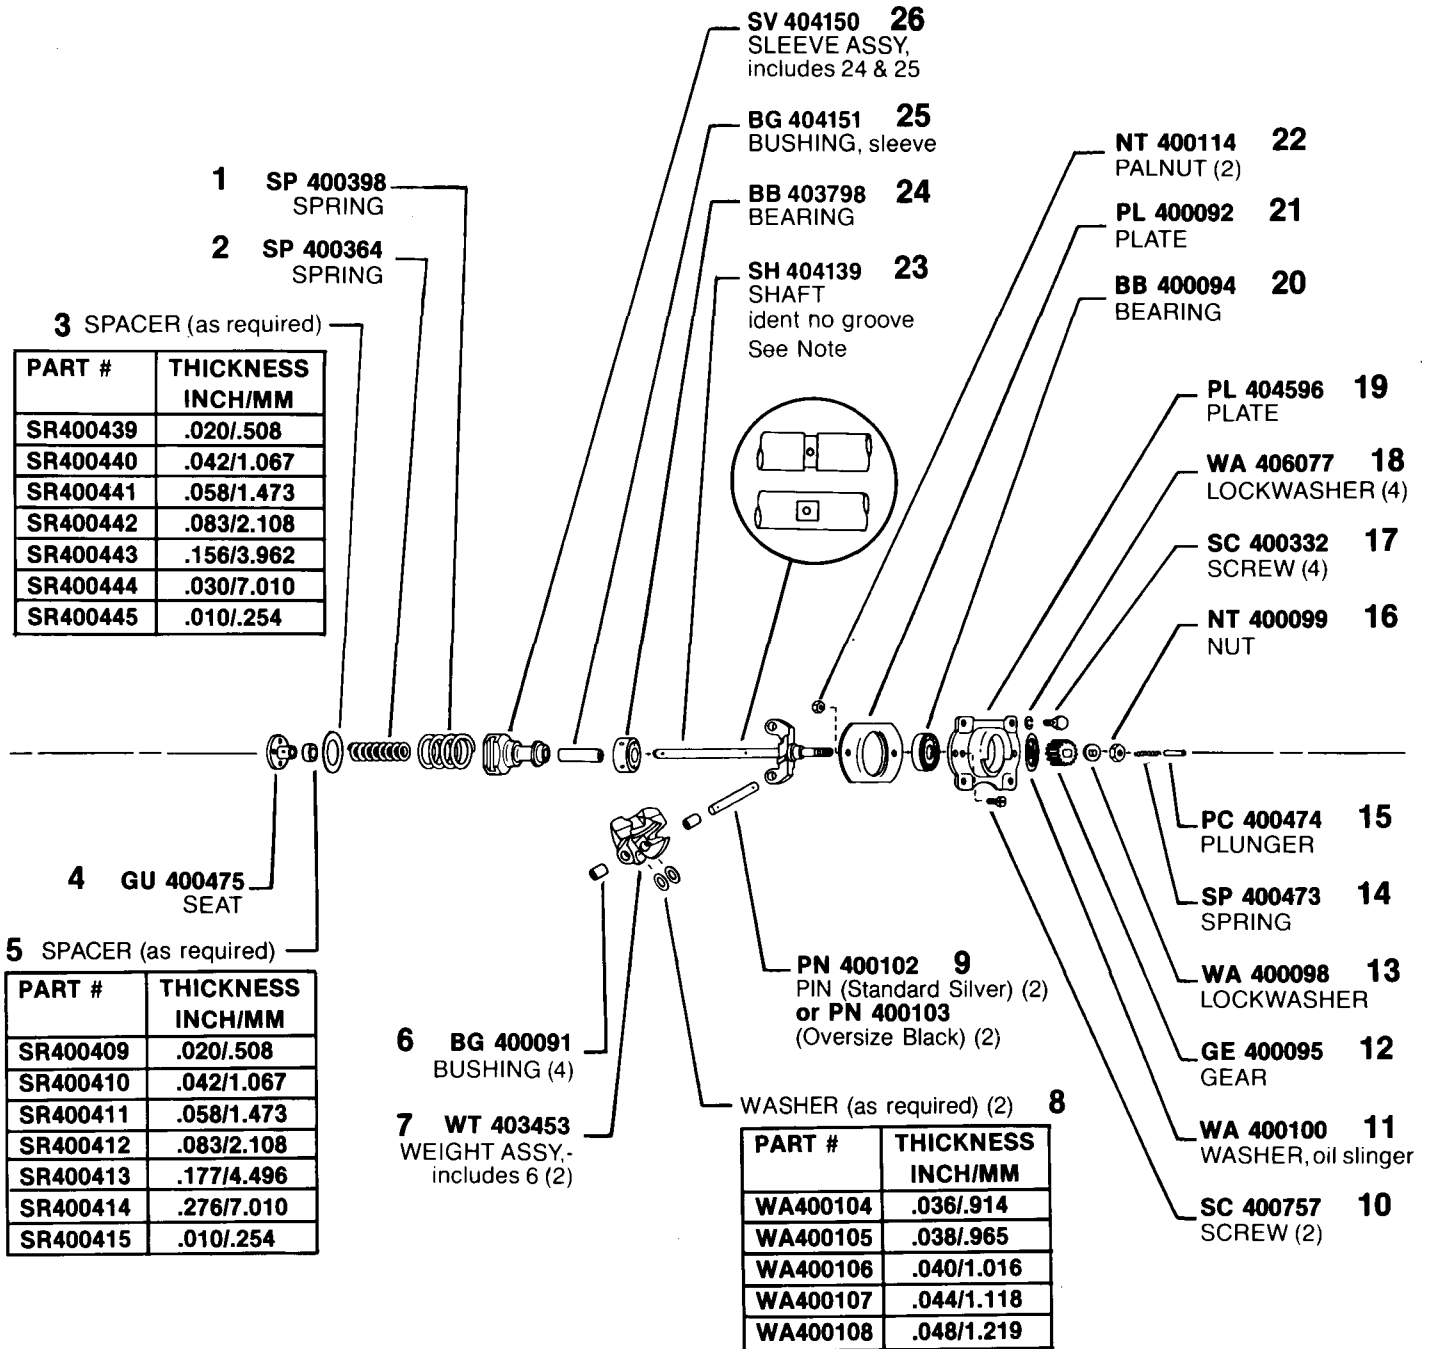 SV 404150 26
SLEEVE ASSY,
includes 24 & 25
BG 404151 25
BUSHING, sleeve
BB 403798 24
BEARING
SH 404139 23
SHAFT
ident no groove
See Note
NT 400114 22
PALNUT (2)
PL 400092 21
PLATE
BB 400094 20
BEARING
PL 404596 19
PLATE
WA 406077 18
LOCKWASHER (4)
SC 400332 17
SCREW (4)
NT 400099 16
NUT
1 SP 400398
SPRING
2 SP 400364
SPRING
3 SPACER (as required)
PART # THICKNESS
INCH/MM
SR400439 .020/.508
SR400440 .042/1.067
SR400441 .058/1.473
SR400442 .083/2.108
SR400443 .156/3.962
SR400444 .030/7.010
SR400445 .010/.254
4 GU 400475
SEAT
5 SPACER (as required)
PART # THICKNESS
INCH/MM
SR400409 .020/.508
SR400410 .042/1.067
SR400411 .058/1.473
SR400412 .083/2.108
SR400413 .177/4.496
SR400414 .276/7.010
SR400415 .010/.254
6 BG 400091
BUSHING (4)
7 WT 403453
WEIGHT ASSY,-
includes 6 (2)
PN 400102 9
PIN (Standard Silver) (2)
or PN 400103
(Oversize Black) (2)
WASHER (as required) (2) 8
PART # THICKNESS
INCH/MM
WA400104 .036/.914
WA400105 .038/.965
WA400106 .040/1.016
WA400107 .044/1.118
WA400108 .048/1.219
PC 400474 15
PLUNGER
SP 400473 14
SPRING
WA 400098 13
LOCKWASHER
GE 400095 12
GEAR
WA 400100 11
WASHER, oil slinger
SC 400757 10
SCREW (2)